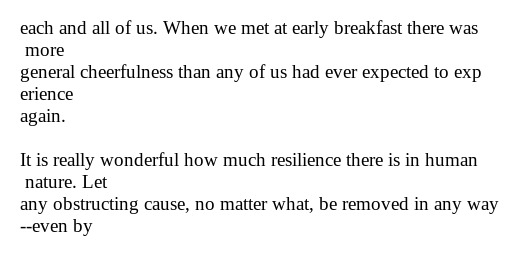 each and all of us. When we met at early breakfast there was
more
general cheerfulness than any of us had ever expected to exp
erience
again.

It is really wonderful how much resilience there is in human
nature. Let
any obstructing cause, no matter what, be removed in any way
--even by